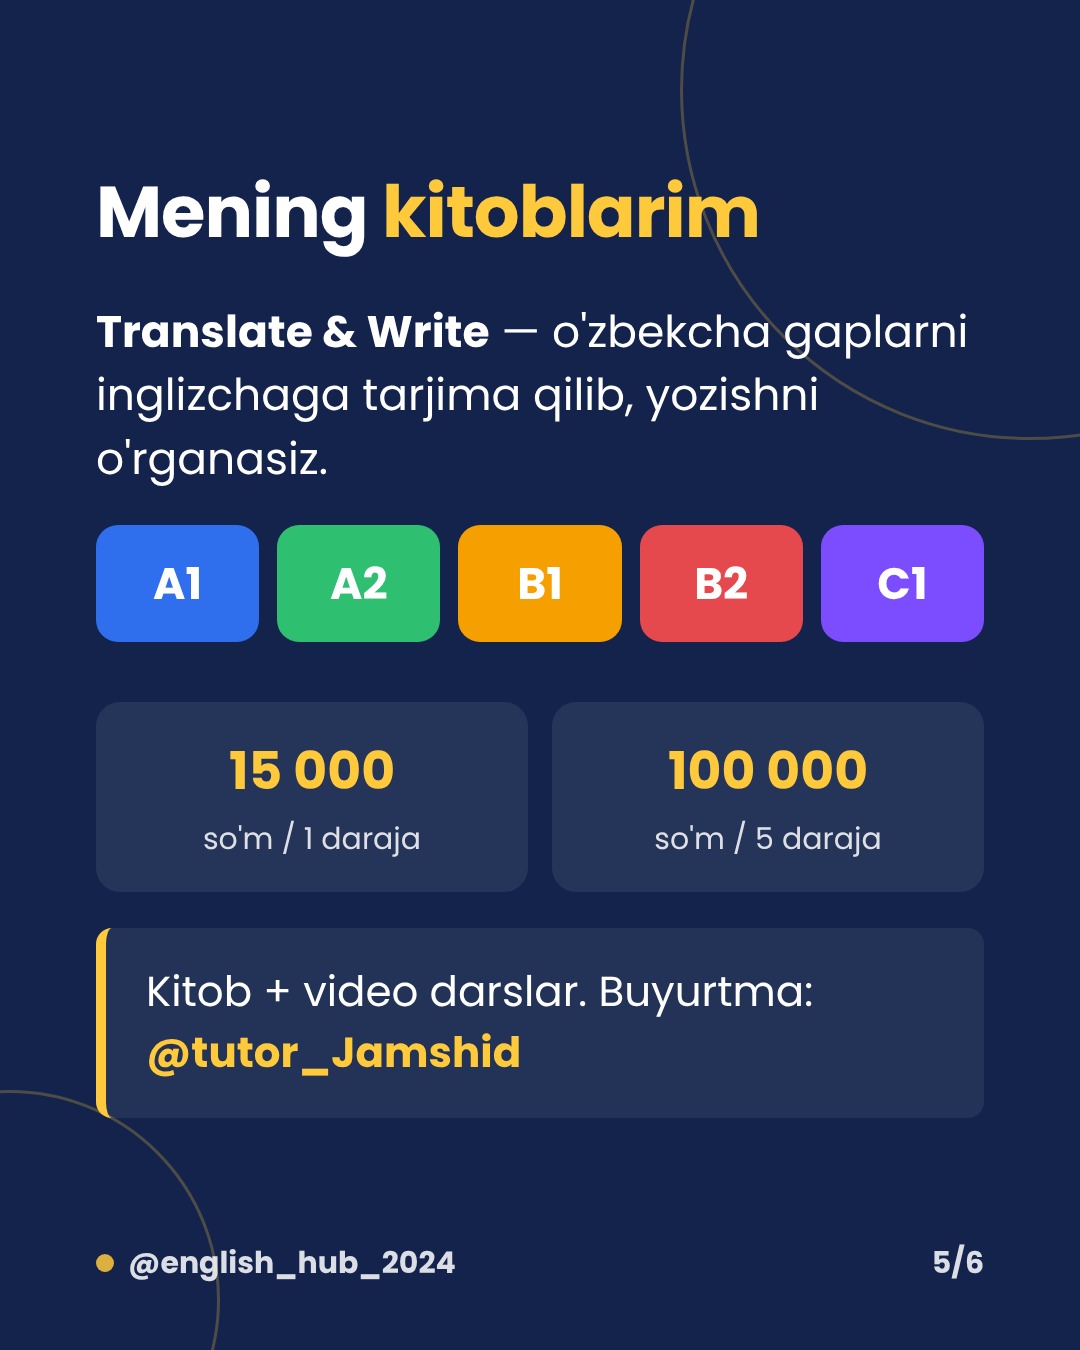 Mening kitoblarim
Translate & Write — o'zbekcha gaplarni
inglizchaga tarjima qilib, yozishni
o'rganasiz.
A1 A2 B1 B2 C1
15 000 100 000
so'm / 1 daraja so'm / 5 daraja
Kitob + video darslar. Buyurtma:
@tutor_Jamshid
@english_hub_2024 5/6